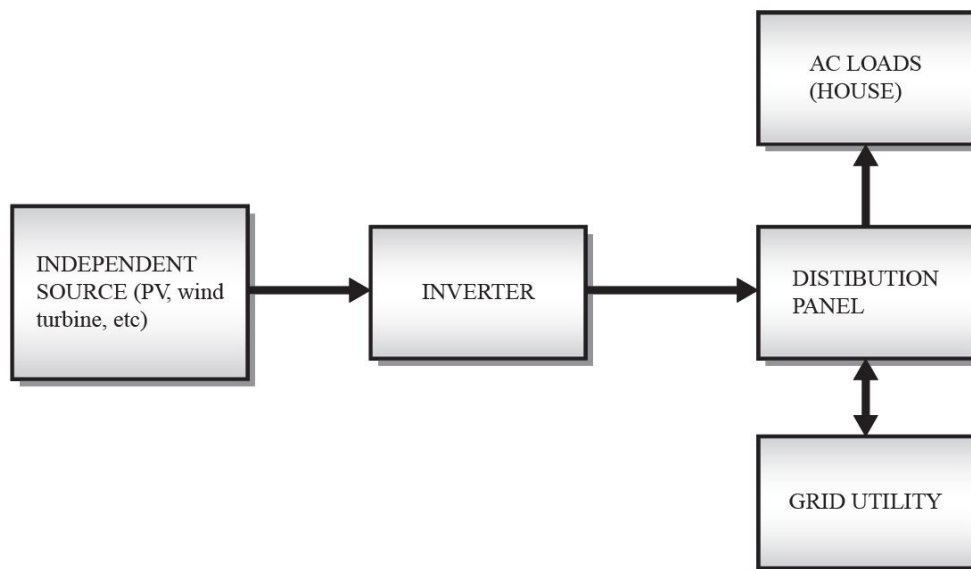 AC LOADS
(HOUSE)
INDEPENDENT
SOURCE (PV, wind
turbine, etc)
INVERTER
DISTIBUTION
PANEL
GRID UTILITY